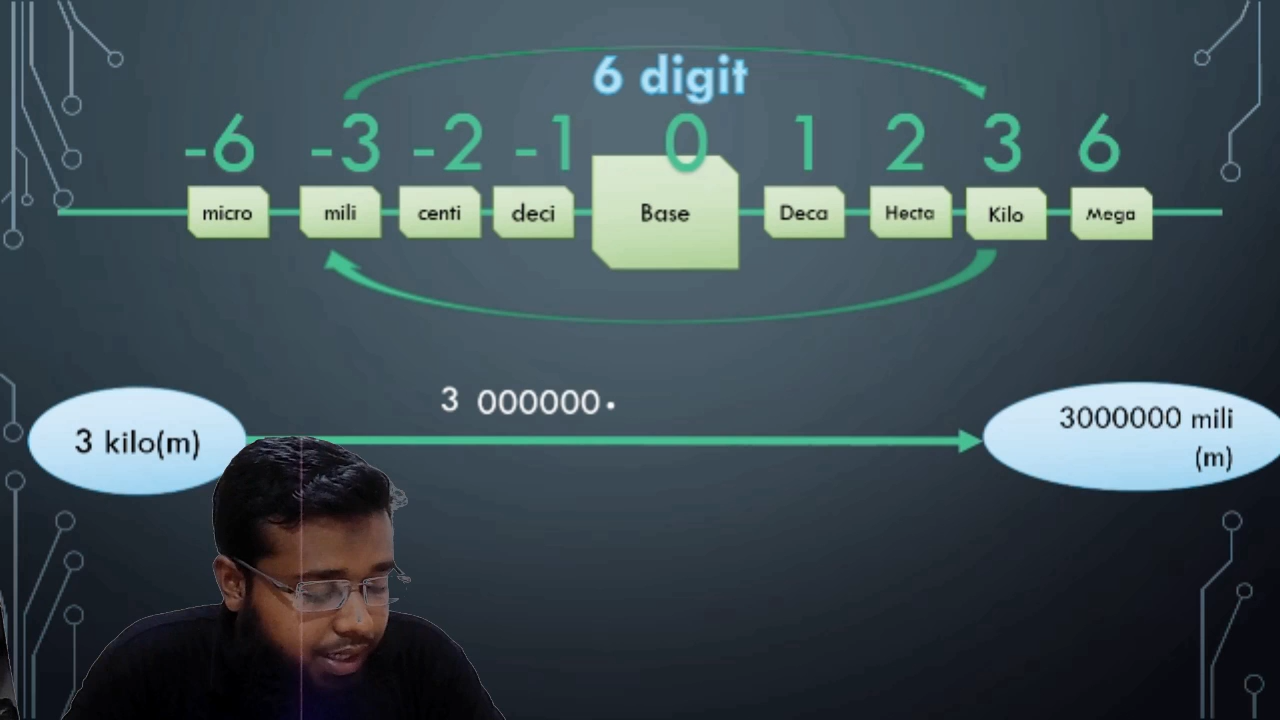 6 digit
-6 -3 -2 -1 0 1 2 3 6
micro mili centi deci Base Deca Hecta Kilo Mega
3 000000.
3 kilo(m)
3000000 mili
(m)